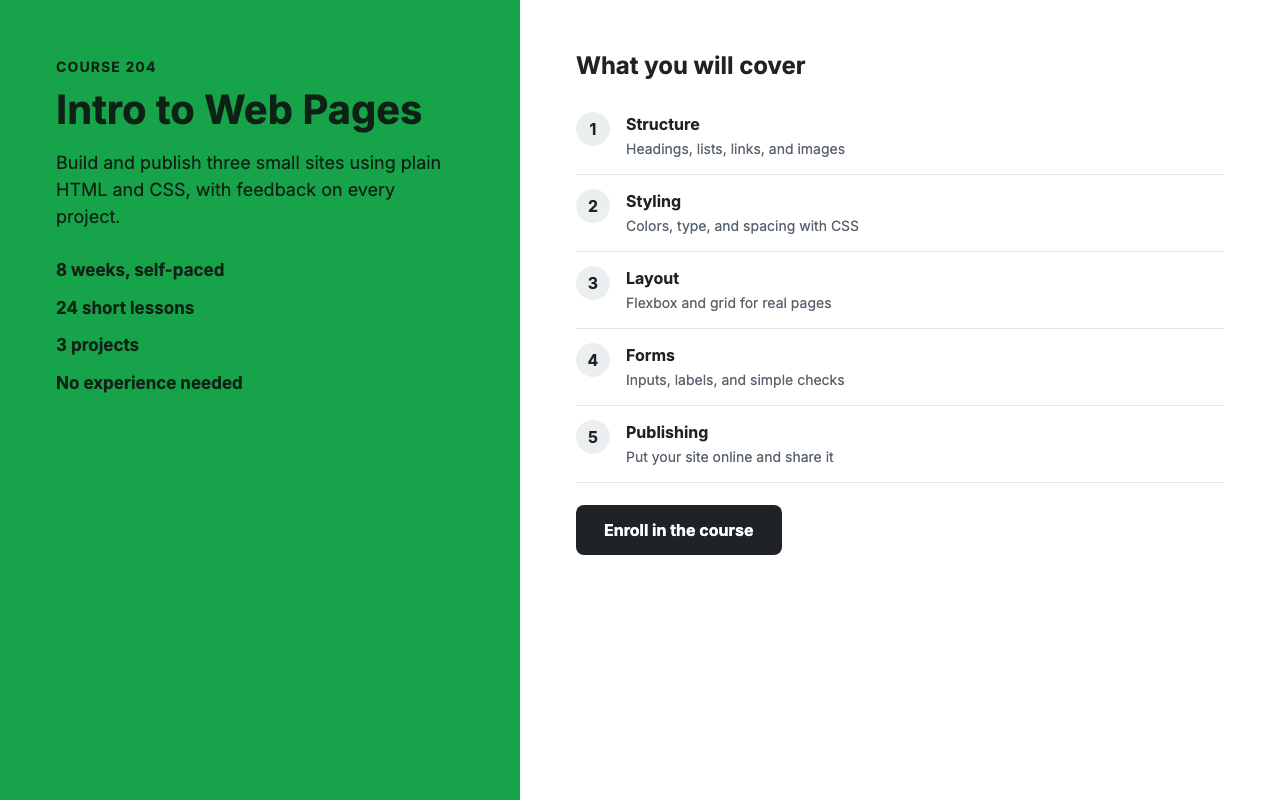 COURSE 204
Intro to Web Pages
Build and publish three small sites using plain
HTML and CSS, with feedback on every
project.
8 weeks, self-paced
24 short lessons
3 projects
No experience needed
What you will cover
1
Structure
Headings, lists, links, and images
2
Styling
Colors, type, and spacing with CSS
3
Layout
Flexbox and grid for real pages
4
Forms
Inputs, labels, and simple checks
5
Publishing
Put your site online and share it
Enroll in the course